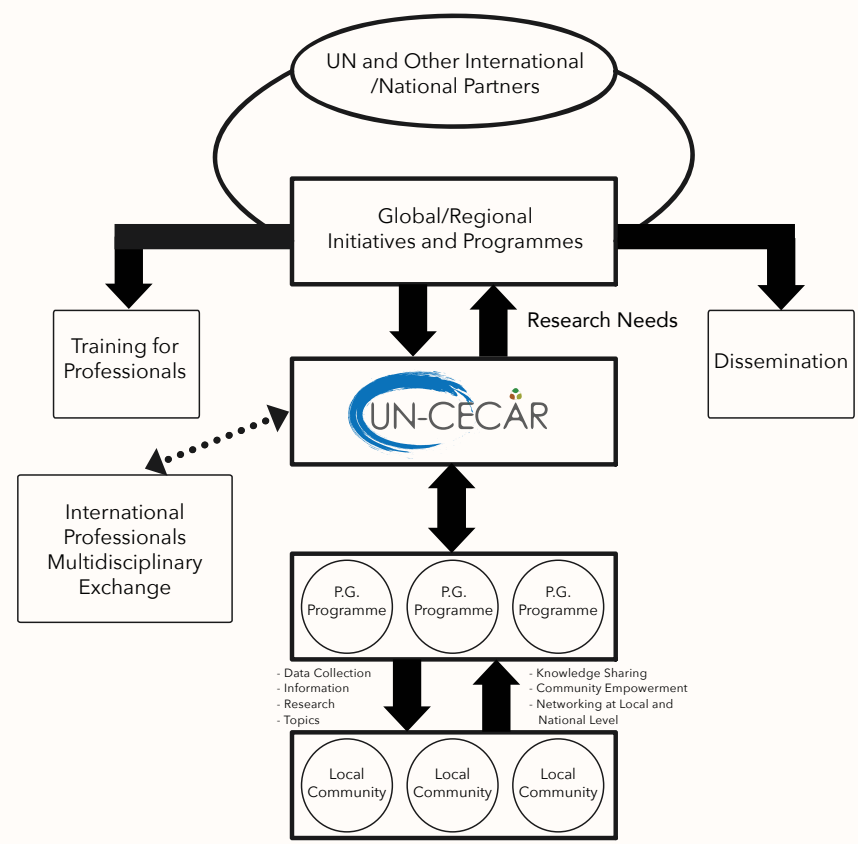 UN and Other International
/National Partners
Global/Regional
Initiatives and Programmes
Research Needs
Training for
Professionals
Dissemination
UN-CECAR
International
Professionals
Multidisciplinary
Exchange
P.G.
Programme
P.G.
Programme
P.G.
Programme
- Data Collection
- Information
- Research
- Topics
- Knowledge Sharing
- Community Empowerment
- Networking at Local and
National Level
Local
Community
Local
Community
Local
Community